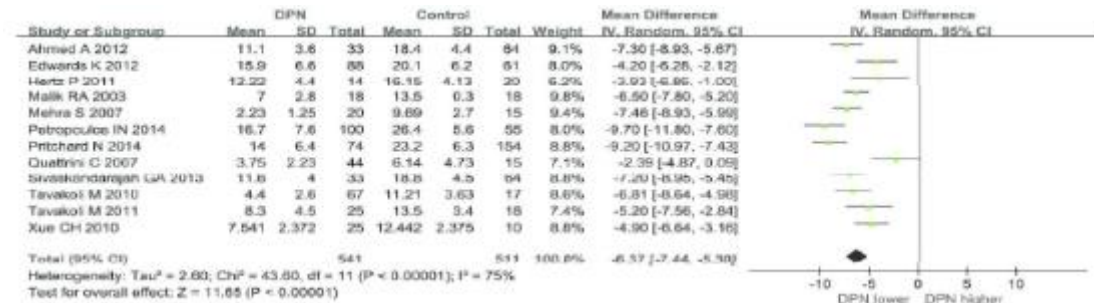 DPN Control Mean Difference Mean Difference
Study or Subgroup Mean SD Total Mean SD Total Weight IV. Random. 95% CI IV. Random. 95% CI
Ahmed A 2012 11.1 3.6 33 18.4 4.4 64 9.1% -7.30 [-8.93, -5.67]
Edwards K 2012 15.9 6.6 88 20.1 6.2 61 8.0% -4.20 [-6.28, -2.12]
Hertz P 2011 12.22 4.4 14 16.15 4.13 20 6.2% -3.93 [-6.86, -1.00]
Malik RA 2003 7 2.8 18 13.5 0.3 18 9.8% -6.50 [-7.80, -5.20]
Mehra S 2007 2.23 1.25 20 9.69 2.7 15 9.5% -7.46 [-8.93, -5.99]
Petropoulos IN 2014 16.7 7.6 100 26.4 5.6 55 8.0% -9.70 [-11.80, -7.60]
Pritchard N 2014 14 6.4 74 23.2 6.3 154 8.8% -9.20 [-10.97, -7.43]
Quattrini C 2007 3.75 2.23 44 6.14 4.73 15 7.1% -2.39 [-4.87, 0.09]
Sivaskandarajah GA 2013 11.6 4 33 18.8 4.5 64 8.8% -7.20 [-8.95, -5.45]
Tavakoli M 2010 4.4 2.6 67 11.21 3.63 17 8.6% -6.81 [-8.64, -4.98]
Tavakoli M 2011 8.3 4.5 25 13.5 3.4 18 7.4% -5.20 [-7.56, -2.84]
Xue CH 2010 7.541 2.372 25 12.442 2.375 10 8.8% -4.90 [-6.64, -3.16]
Total (95% CI) 541 511 100.0% -6.37 [-7.44, -5.30]
Heterogeneity: Tau² = 2.60; Chi² = 43.60, df = 11 (P < 0.00001); I² = 75%
Test for overall effect: Z = 11.65 (P < 0.00001)
-10 -5 0 5 10
DPN lower DPN higher